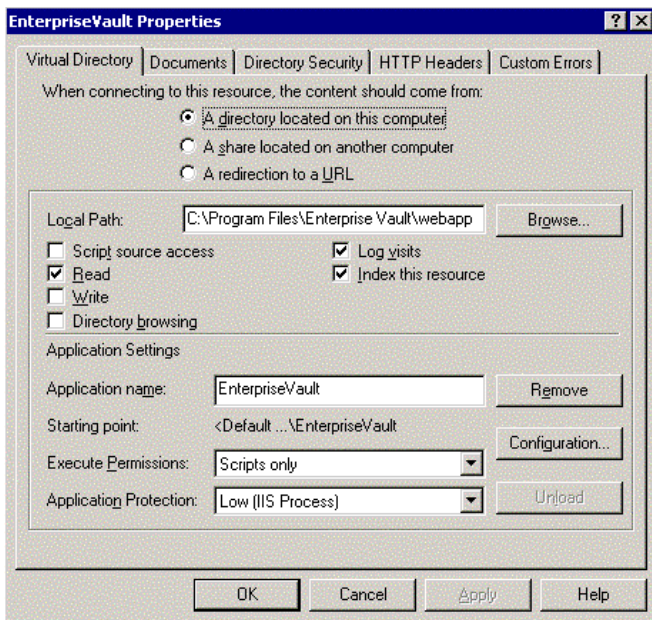 EnterpriseVault Properties
Virtual Directory Documents Directory Security HTTP Headers Custom Errors
When connecting to this resource, the content should come from:
A directory located on this computer
A share located on another computer
A redirection to a URL
Local Path: C:\Program Files\Enterprise Vault\webapp Browse...
Script source access Log visits
Read Index this resource
Write
Directory browsing
Application Settings
Application name: EnterpriseVault Remove
Starting point: <Default ...\EnterpriseVault
Configuration...
Execute Permissions: Scripts only
Application Protection: Low (IIS Process) Unload
OK Cancel Apply Help